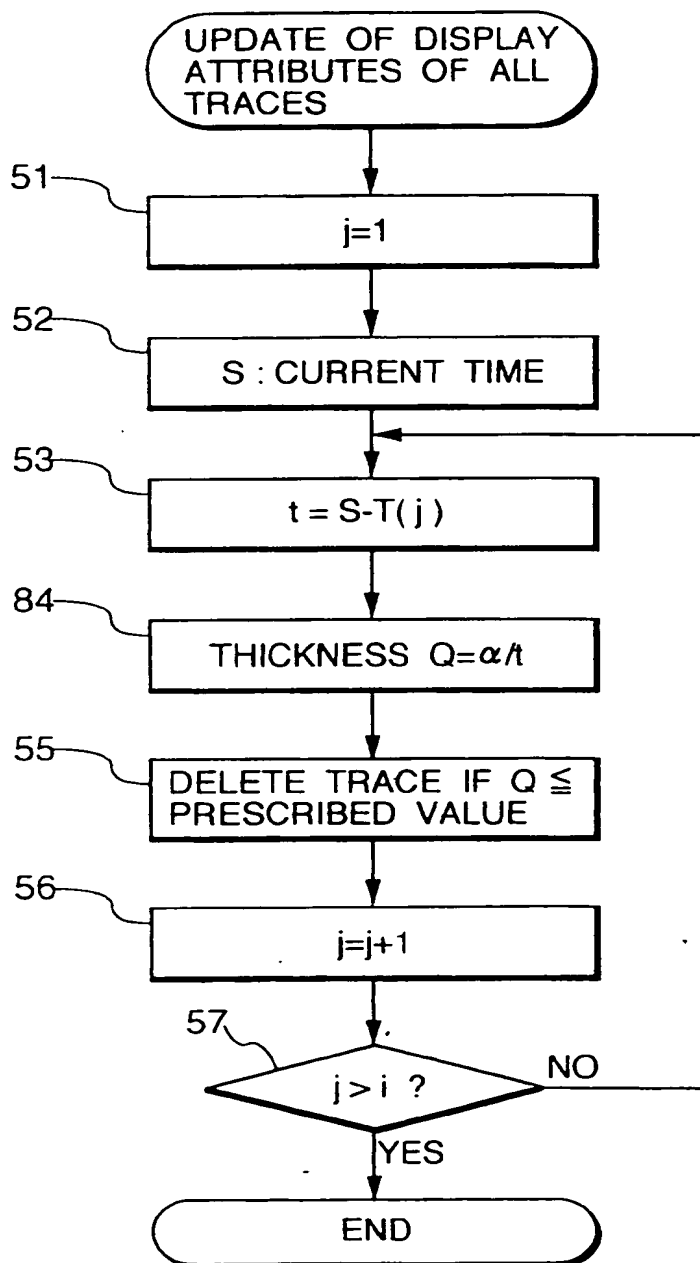 UPDATE OF DISPLAY
ATTRIBUTES OF ALL
TRACES
51
j=1
52
S : CURRENT TIME
53
t = S-T( j )
84
THICKNESS Q=α/t
55
DELETE TRACE IF Q ≦
PRESCRIBED VALUE
56
j=j+1
57
j > i ?
NO
YES
END